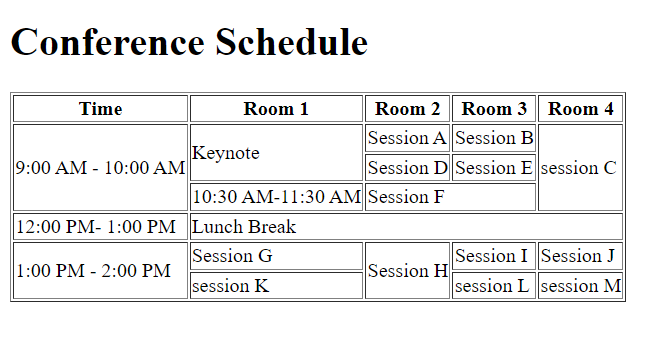 Conference Schedule
Time Room 1 Room 2 Room 3 Room 4
Session A Session B
Keynote
9:00 AM - 10:00 AM Session D Session E session C
10:30 AM-11:30 AM Session F
12:00 PM- 1:00 PM Lunch Break
Session G Session I Session J
1:00 PM - 2:00 PM Session H
session K session L session M